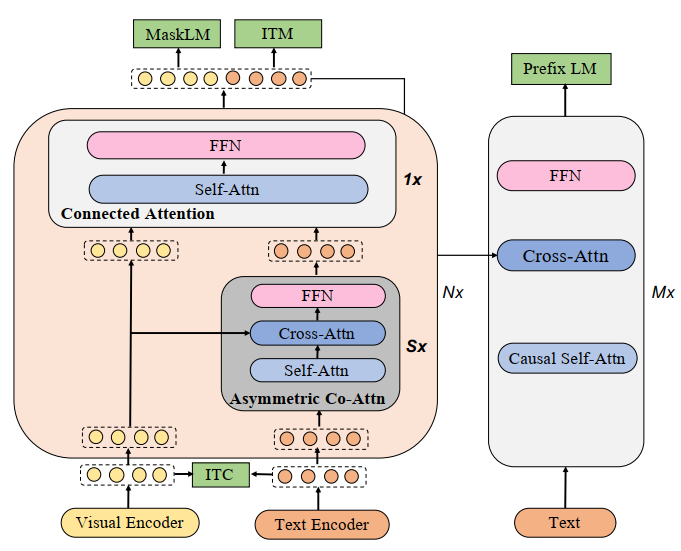 MaskLM
ITM
Prefix LM
FFN
Self-Attn
Connected Attention
1x
FFN
Cross-Attn
Self-Attn
Asymmetric Co-Attn
Sx
Nx
FFN
Cross-Attn
Causal Self-Attn
Mx
ITC
Visual Encoder
Text Encoder
Text